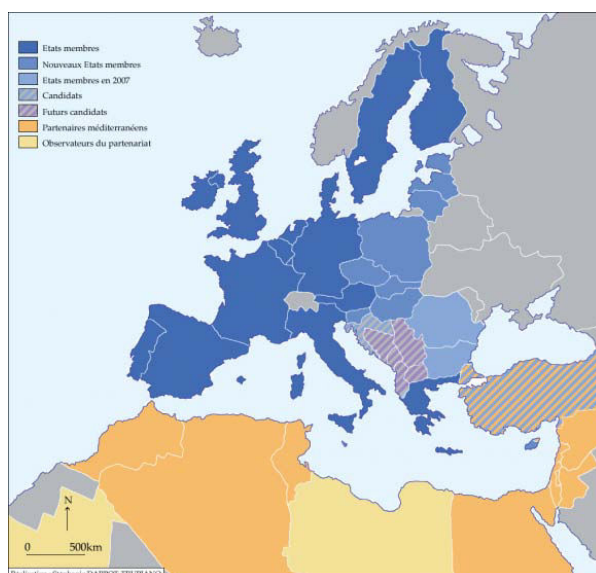 Etats membres
Nouveaux Etats membres
Etats membres en 2007
Candidats
Futurs candidats
Partenaires méditerranéens
Observateurs du partenariat
N
0 500km